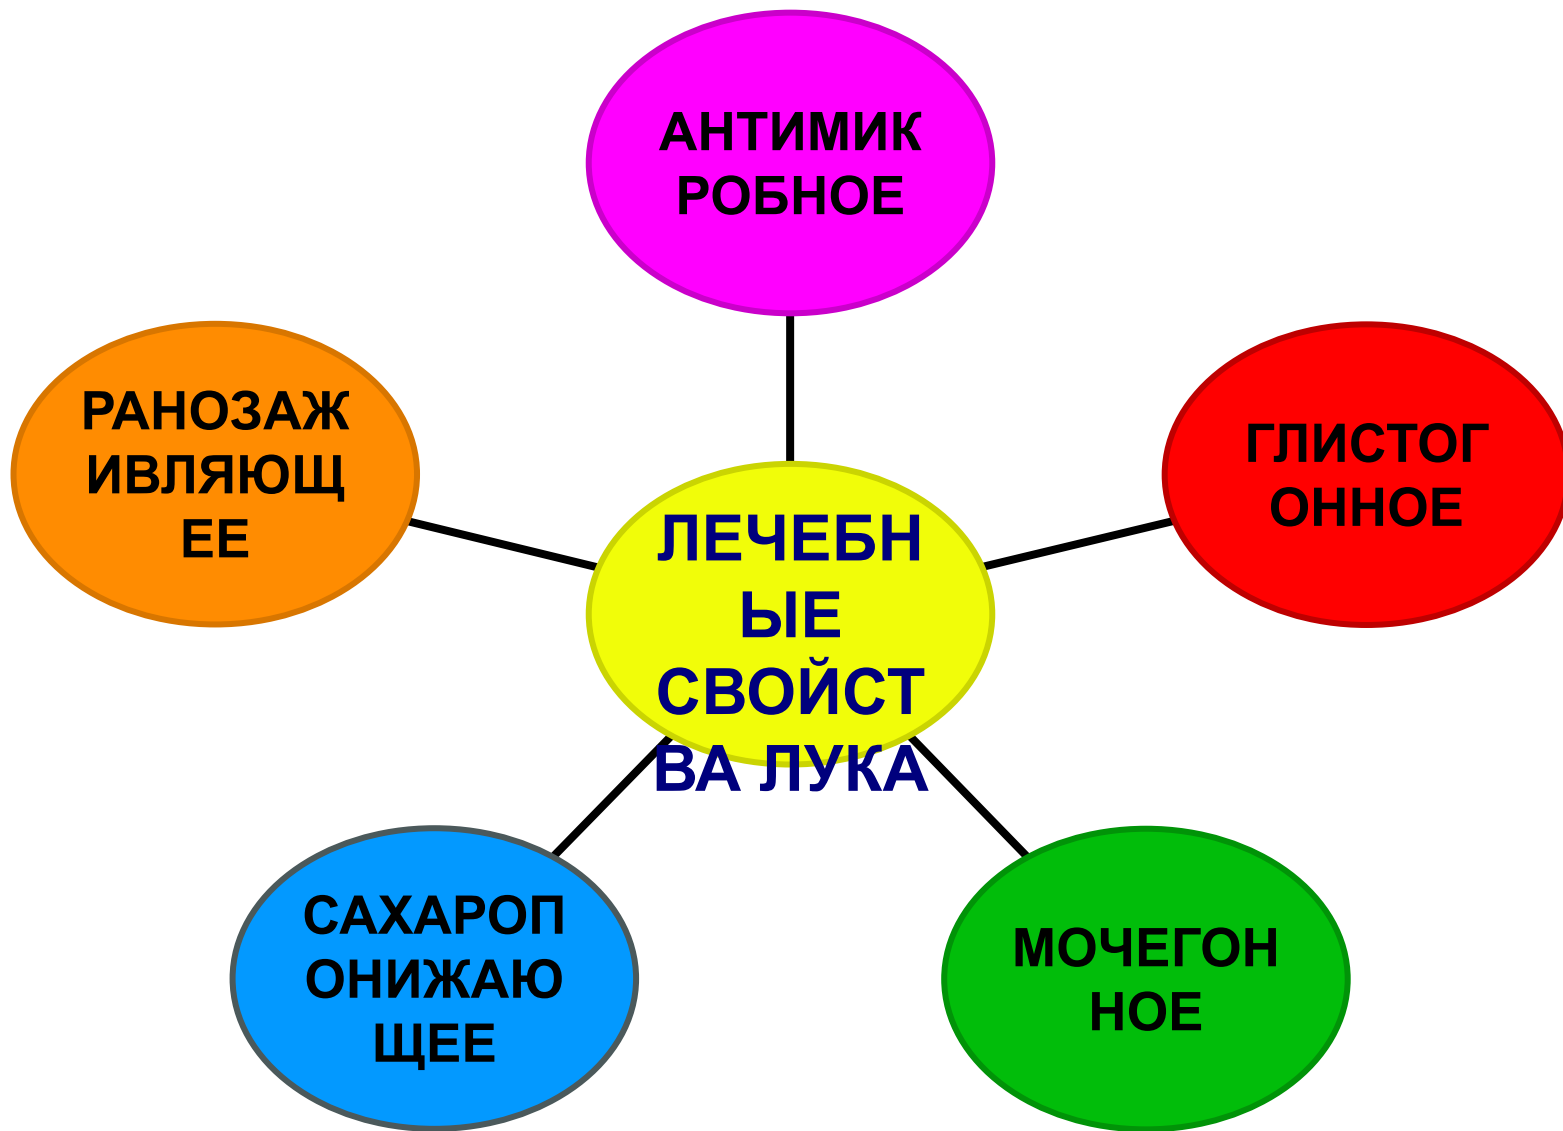 АНТИМИК
РОБНОЕ
РАНОЗАЖ
ИВЛЯЮЩ
ЕЕ
ГЛИСТОГ
ОННОЕ
ЛЕЧЕБН
ЫЕ
СВОЙСТ
ВА ЛУКА
САХАРОП
ОНИЖАЮ
ЩЕЕ
МОЧЕГОН
НОЕ